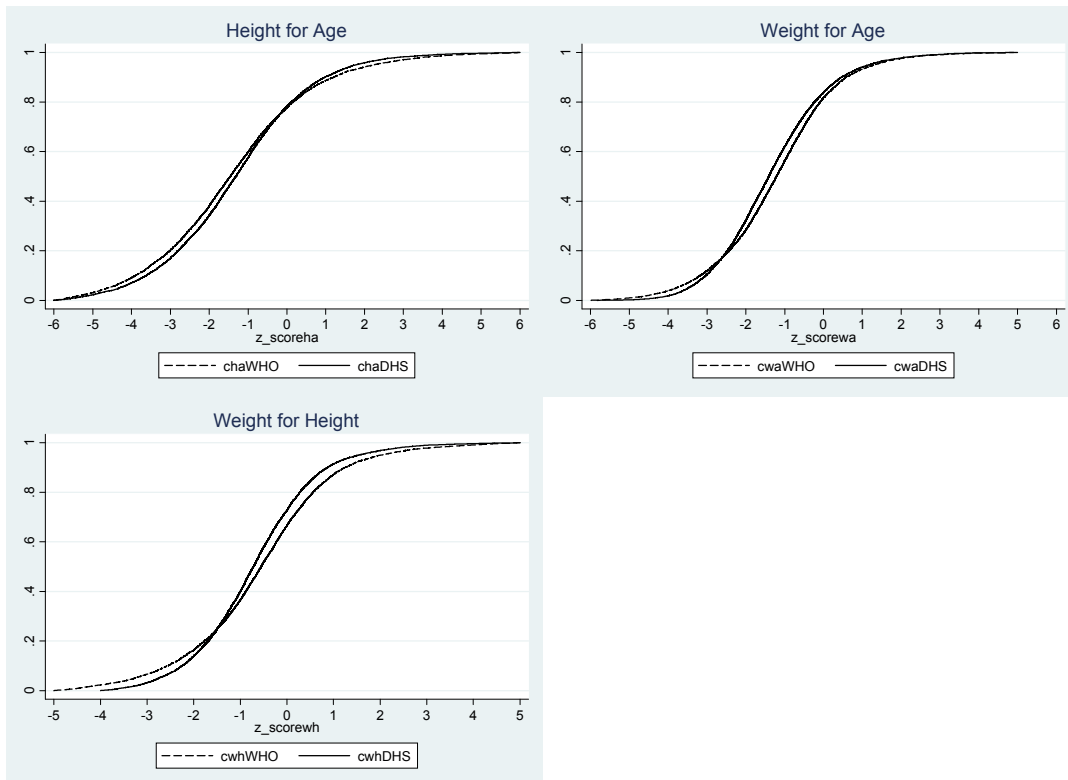 Height for Age
1
.8
.6
.4
.2
0
-6 -5 -4 -3 -2 -1 0 1 2 3 4 5 6
z_scoreha
chaWHO chaDHS
Weight for Age
1
.8
.6
.4
.2
0
-6 -5 -4 -3 -2 -1 0 1 2 3 4 5 6
z_scorewa
cwaWHO cwaDHS
Weight for Height
1
.8
.6
.4
.2
0
-5 -4 -3 -2 -1 0 1 2 3 4 5
z_scorewh
cwhWHO cwhDHS